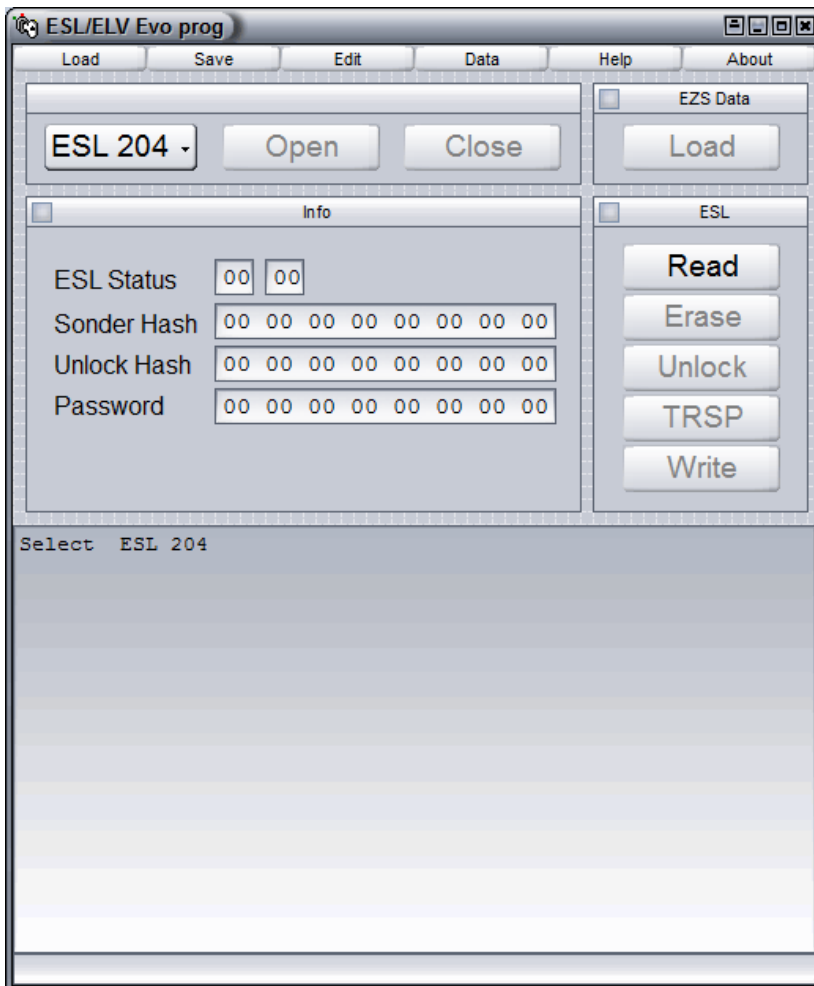 ESL/ELV Evo prog
Load Save Edit Data Help About
EZS Data
ESL 204 Open Close Load
Info ESL
ESL Status 00 00
Sonder Hash 00 00 00 00 00 00 00 00
Unlock Hash 00 00 00 00 00 00 00 00
Password 00 00 00 00 00 00 00 00
Read
Erase
Unlock
TRSP
Write
Select ESL 204